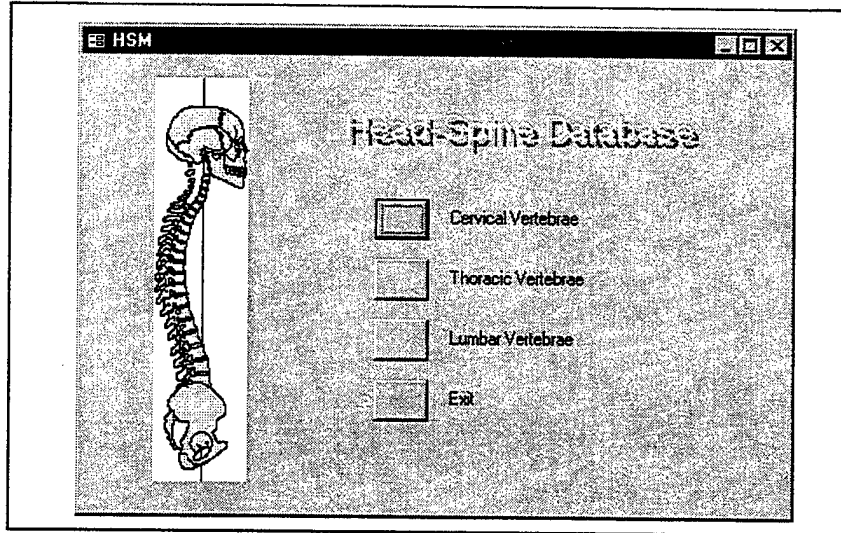 HSM
Head-Spine Database
Cervical Vertebrae
Thoracic Vertebrae
Lumbar Vertebrae
Exit